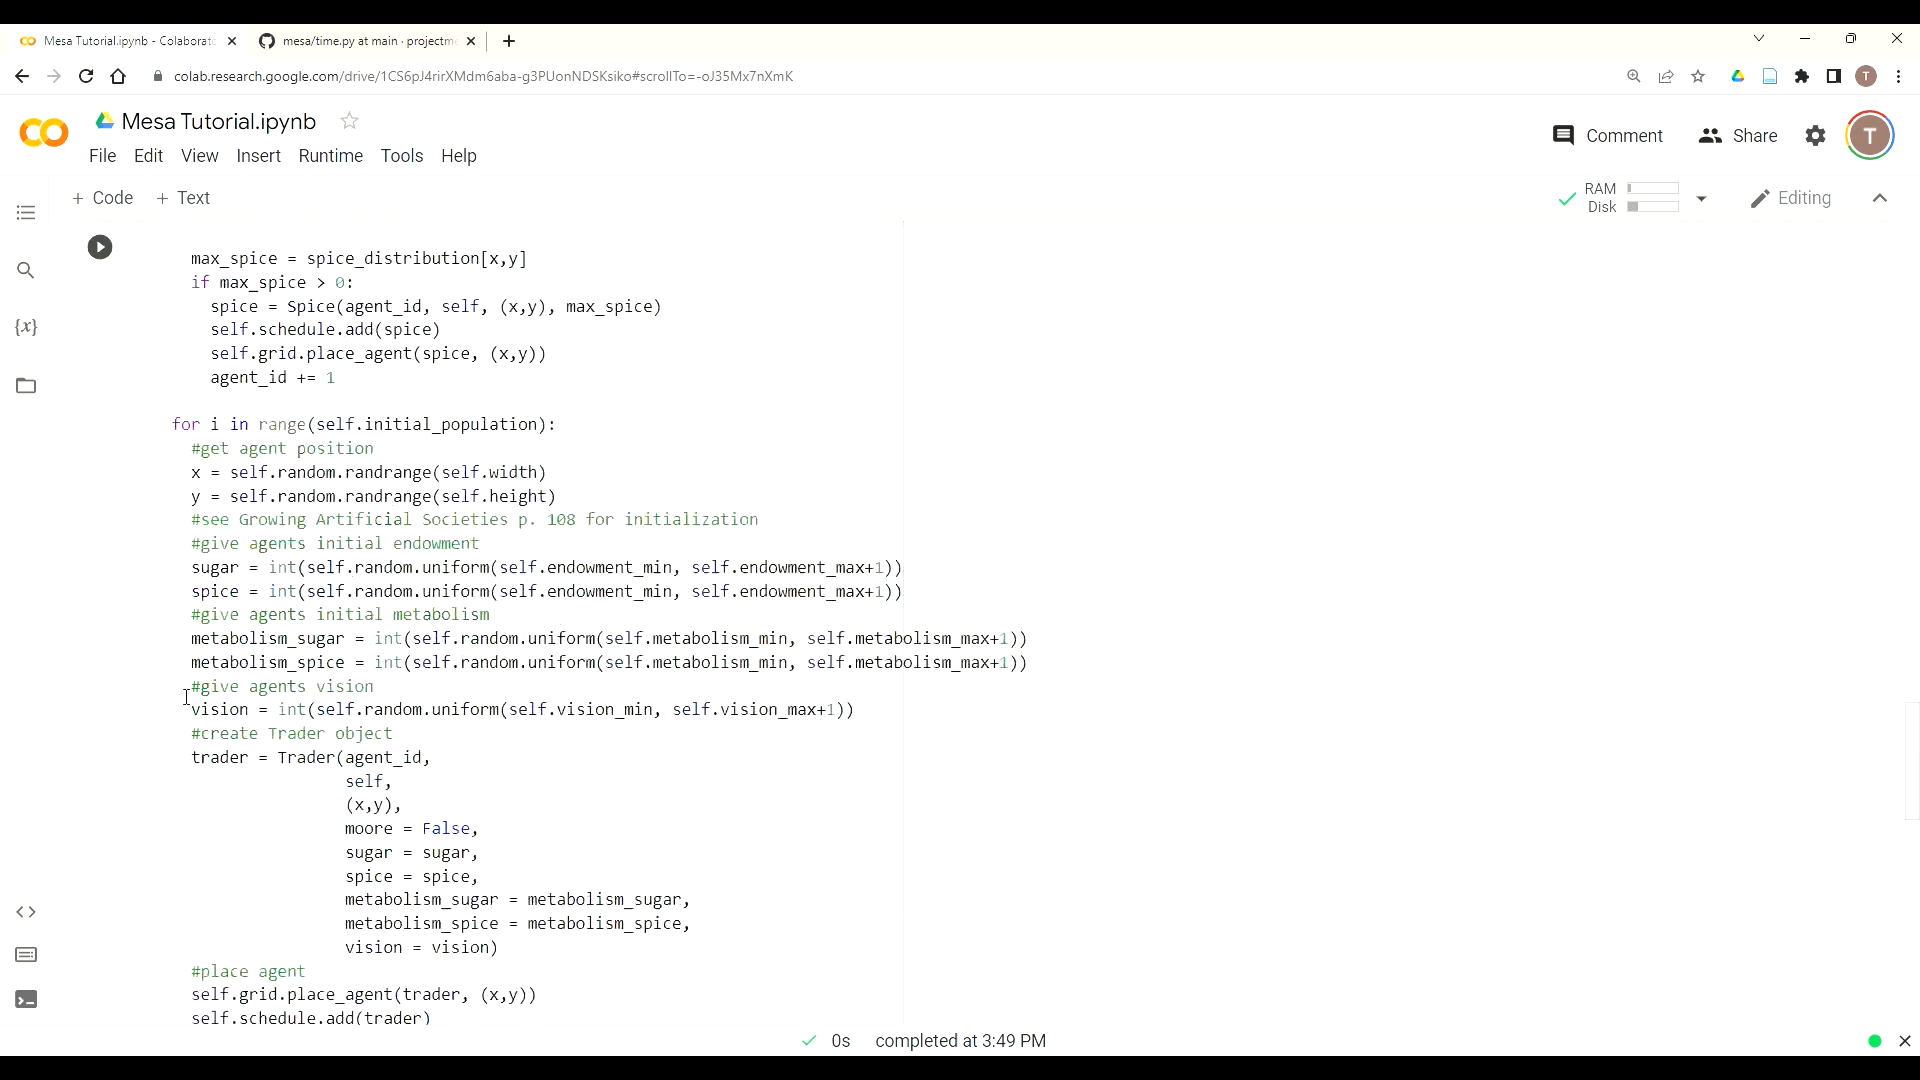 Mesa Tutorial.ipynb - Colaborato
mesa/time.py at main · projectme
colab.research.google.com/drive/1CS6pJ4rirXMdm6aba-g3PUonNDSKsiko#scrollTo=-oJ35Mx7nXmK
T
Mesa Tutorial.ipynb
Comment
Share
T
File Edit View Insert Runtime Tools Help
+ Code + Text
RAM
Disk
Editing
max_spice = spice_distribution[x,y]
if max_spice > 0:
spice = Spice(agent_id, self, (x,y), max_spice)
self.schedule.add(spice)
self.grid.place_agent(spice, (x,y))
agent_id += 1
for i in range(self.initial_population):
#get agent position
x = self.random.randrange(self.width)
y = self.random.randrange(self.height)
#see Growing Artificial Societies p. 108 for initialization
#give agents initial endowment
sugar = int(self.random.uniform(self.endowment_min, self.endowment_max+1))
spice = int(self.random.uniform(self.endowment_min, self.endowment_max+1))
#give agents initial metabolism
metabolism_sugar = int(self.random.uniform(self.metabolism_min, self.metabolism_max+1))
metabolism_spice = int(self.random.uniform(self.metabolism_min, self.metabolism_max+1))
#give agents vision
vision = int(self.random.uniform(self.vision_min, self.vision_max+1))
#create Trader object
trader = Trader(agent_id,
self,
(x,y),
moore = False,
sugar = sugar,
spice = spice,
metabolism_sugar = metabolism_sugar,
metabolism_spice = metabolism_spice,
vision = vision)
#place agent
self.grid.place_agent(trader, (x,y))
self.schedule.add(trader)
0s completed at 3:49 PM